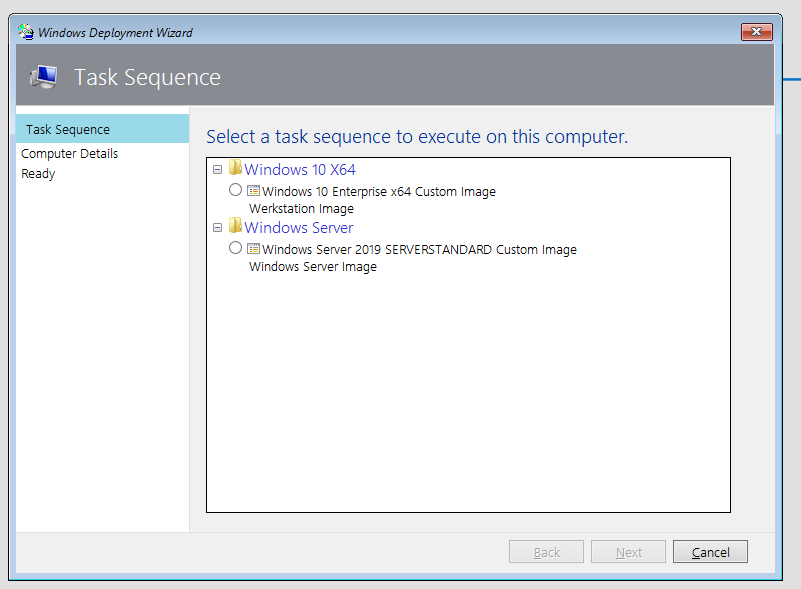 Windows Deployment Wizard
Task Sequence
Task Sequence
Computer Details
Ready
Select a task sequence to execute on this computer.
Windows 10 X64
Windows 10 Enterprise x64 Custom Image
Werkstation Image
Windows Server
Windows Server 2019 SERVERSTANDARD Custom Image
Windows Server Image
Back Next Cancel